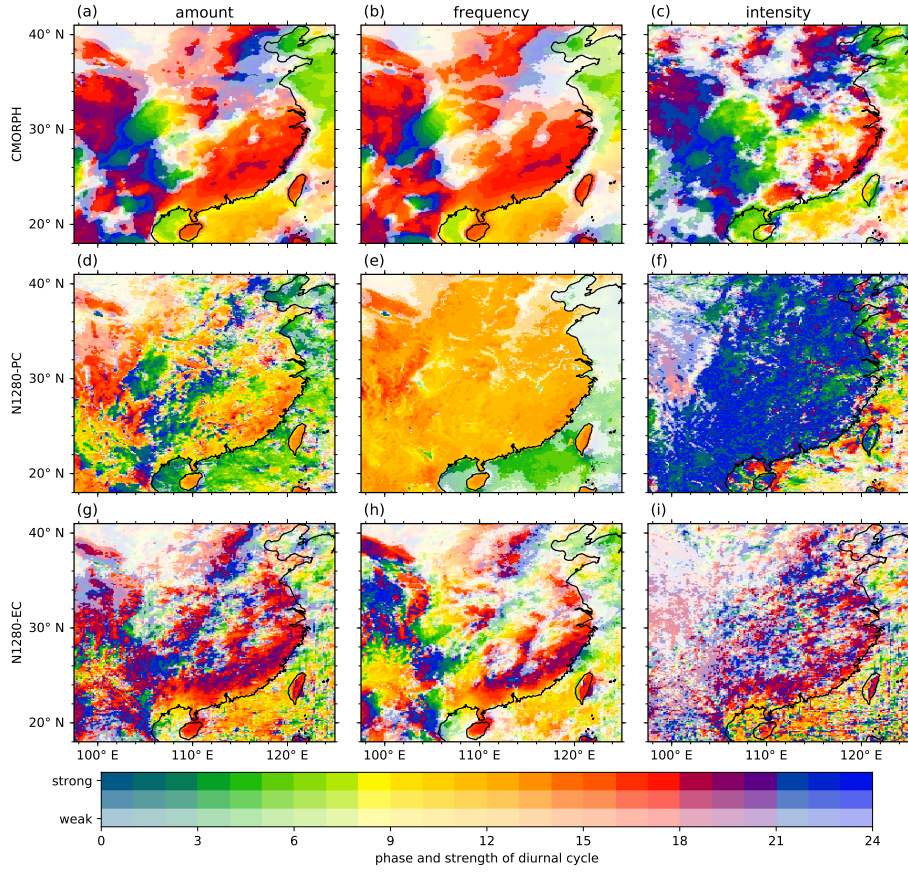 (a) amount (b) frequency (c) intensity
40° N
30° N
20° N
CMORPH
(d) (e) (f)
40° N
30° N
20° N
N1280-PC
(g) (h) (i)
40° N
30° N
20° N
N1280-EC
100° E 110° E 120° E 100° E 110° E 120° E 100° E 110° E 120° E
strong
weak
0 3 6 9 12 15 18 21 24
phase and strength of diurnal cycle